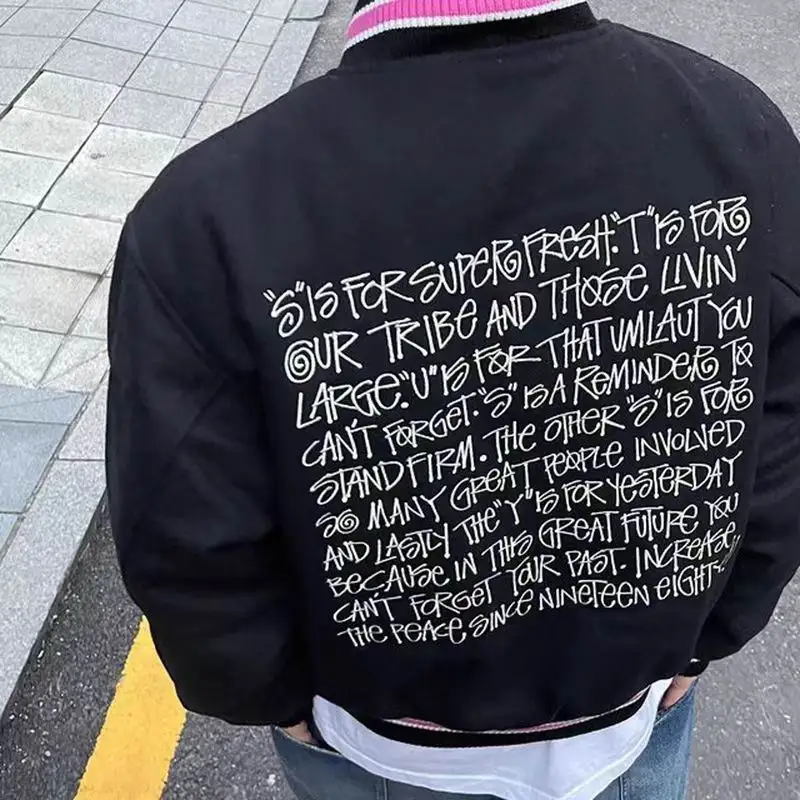 "S" IS FOR SUPER FRESH. "T" IS FOR
OUR TRIBE AND THOSE LIVIN'
LARGE. "U" IS FOR THAT UMLAUT YOU
CAN'T FORGET. "S" IS A REMINDER TO
STAND FIRM. THE OTHER "S" IS FOR
SO MANY GREAT PEOPLE INVOLVED
AND LASTLY THE "Y" IS FOR YESTERDAY
BECAUSE IN THIS GREAT FUTURE YOU
CAN'T FORGET YOUR PAST. INCREASE
THE PEACE SINCE NINETEEN EIGHTY